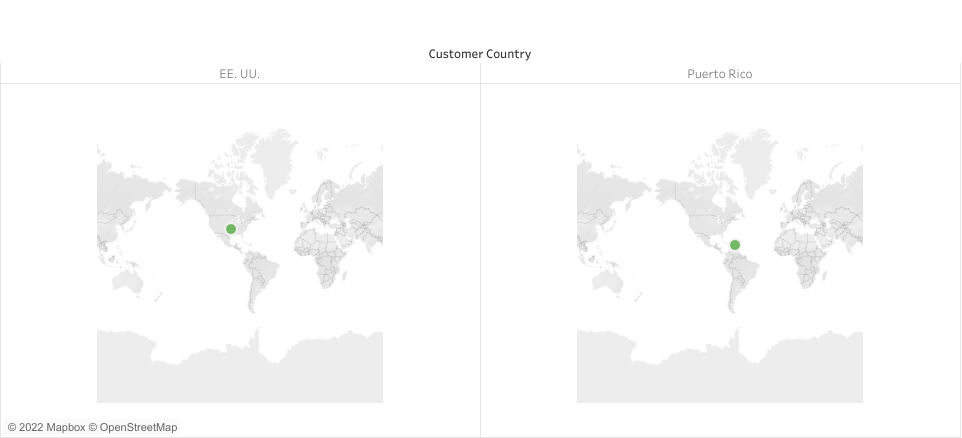 Customer Country
EE. UU.
Puerto Rico
© 2022 Mapbox © OpenStreetMap